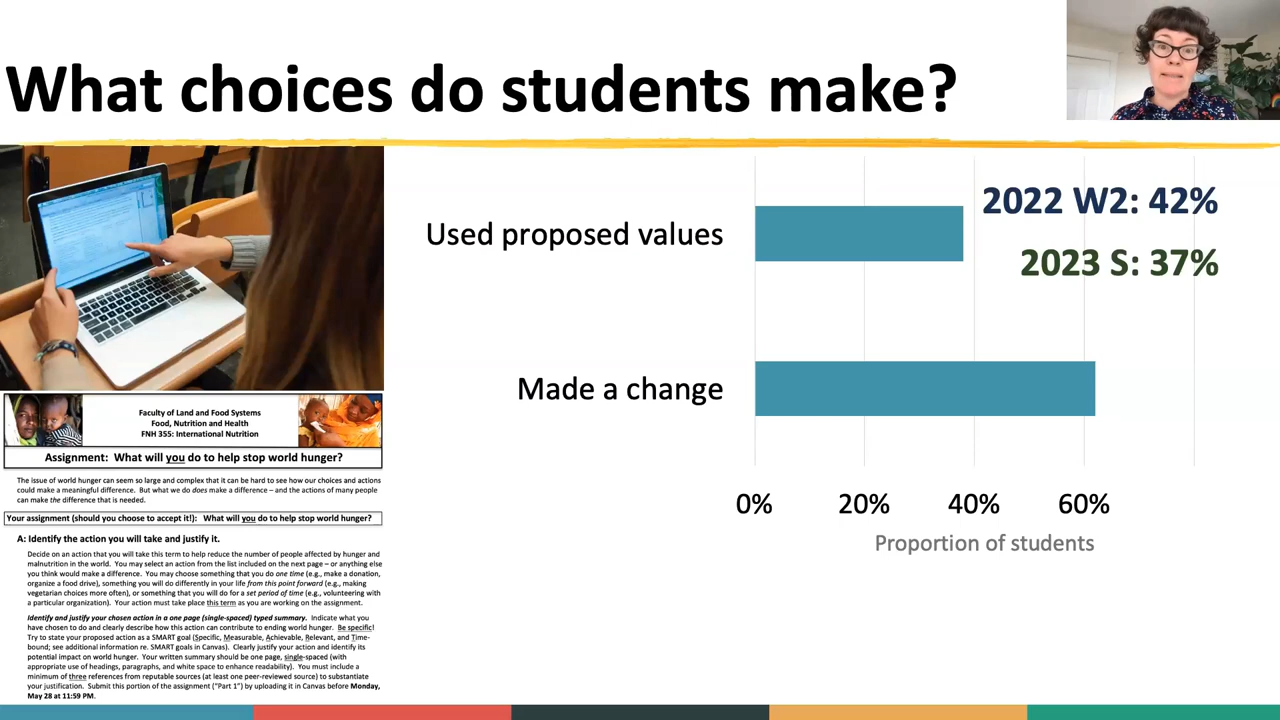 What choices do students make?
2022 W2: 42%
Used proposed values
2023 S: 37%
Made a change
0%
20%
40%
60%
Proportion of students
Faculty of Land and Food Systems
Food, Nutrition and Health
FNH 355: International Nutrition
Assignment: What will you do to help stop world hunger?
The issue of world hunger can seem so large and complex that it can be hard to see how our choices and actions
could make a meaningful difference. But what we do does make a difference – and the actions of many people
can make the difference that is needed.
Your assignment (should you choose to accept it!): What will you do to help stop world hunger?
A: Identify the action you will take and justify it.
Decide on an action that you will take this term to help reduce the number of people affected by hunger and
malnutrition in the world. You may select an action from the list included on the next page – or anything else
you think would make a difference. You may choose something that you do one time (e.g., make a donation,
organize a food drive), something you will do differently in your life from this point forward (e.g., making
vegetarian choices more often), or something that you will do for a set period of time (e.g., volunteering with
a particular organization). Your action must take place this term as you are working on the assignment.
Identify and justify your chosen action in a one page (single-spaced) typed summary. Indicate what you
have chosen to do and clearly describe how this action can contribute to ending world hunger. Be specific!
Try to state your proposed action as a SMART goal (Specific, Measurable, Achievable, Relevant, and Time-
bound; see additional information re. SMART goals in Canvas). Clearly justify your action and identify its
potential impact on world hunger. Your written summary should be one page, single-spaced (with
appropriate use of headings, paragraphs, and white space to enhance readability). You must include a
minimum of three references from reputable sources (at least one peer-reviewed source) to substantiate
your justification. Submit this portion of the assignment ("Part 1") by uploading it in Canvas before Monday,
May 28 at 11:59 PM.